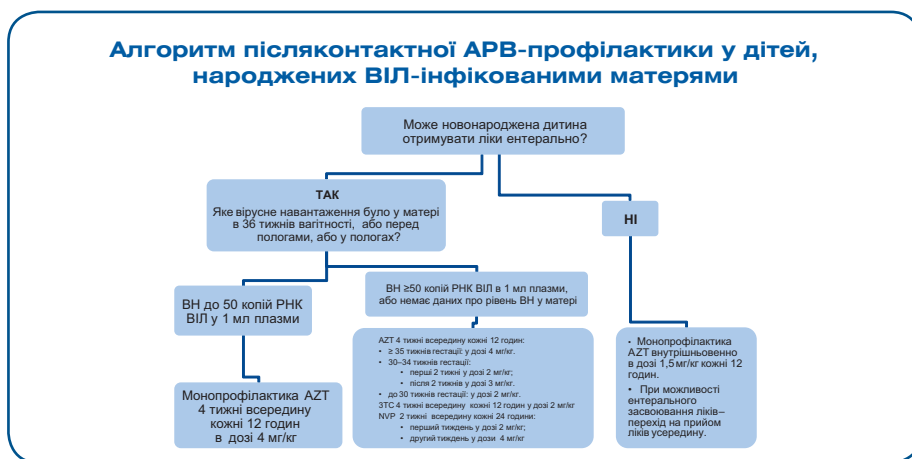 Алгоритм післяконтактної АРВ-профілактики у дітей,
народжених ВІЛ-інфікованими матерями
Може новонароджена дитина
отримувати ліки ентерально?
ТАК
Яке вірусне навантаження було у матері
в 36 тижнів вагітності, або перед
пологами, або у пологах?
НІ
ВН до 50 копій РНК
ВІЛ у 1 мл плазми
ВН ≥50 копій РНК ВІЛ в 1 мл плазми,
або немає даних про рівень ВН у матері
Монопрофілактика AZT
4 тижні всередину
кожні 12 годин
в дозі 4 мг/кг
AZT 4 тижні всередину кожні 12 годин:
• ≥ 35 тижнів гестації: у дозі 4 мг/кг.
• 30–34 тижнів гестації:
• перші 2 тижні у дозі 2 мг/кг;
• після 2 тижнів у дозі 3 мг/кг.
• до 30 тижнів гестації: у дозі 2 мг/кг.
3TC 4 тижні всередину кожні 12 годин у дозі 2 мг/кг
NVP 2 тижні всередину кожні 24 години:
• перший тиждень у дозі 2 мг/кг;
• другий тиждень у дози 4 мг/кг
• Монопрофілактика
AZT внутрішньовенно
в дозі 1,5 мг/кг кожні 12
годин.
• При можливості
ентерального
засвоювання ліків–
перехід на прийом
ліків усередину.